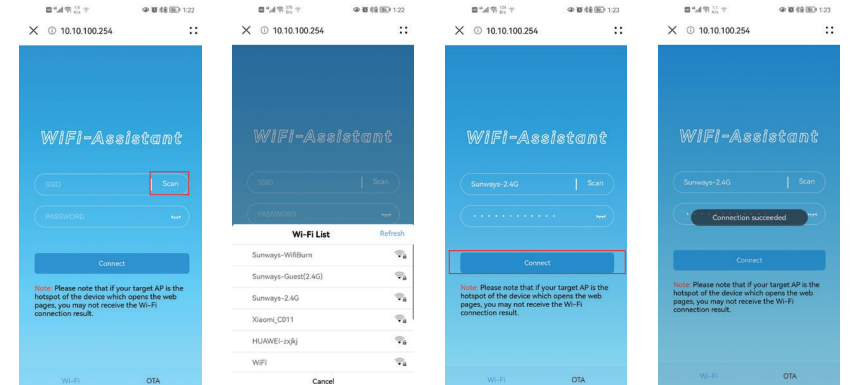 1:22
10.10.100.254
WiFi-Assistant
SSID
Scan
PASSWORD
Connect
Note: Please note that if your target AP is the
hotspot of the device which opens the web
pages, you may not receive the Wi-Fi
connection result.
Wi-Fi
OTA
1:22
10.10.100.254
WiFi-Assistant
SSID
Scan
PASSWORD
Wi-Fi List
Refresh
Sunways-WifiBurn
Sunways-Guest(2.4G)
Sunways-2.4G
Xiaomi_C011
HUAWEI-zxjkj
WiFi
Cancel
1:23
10.10.100.254
WiFi-Assistant
Sunways-2.4G
Scan
Connect
Note: Please note that if your target AP is the
hotspot of the device which opens the web
pages, you may not receive the Wi-Fi
connection result.
Wi-Fi
OTA
1:23
10.10.100.254
WiFi-Assistant
Sunways-2.4G
Scan
Connection succeeded
Connect
Note: Please note that if your target AP is the
hotspot of the device which opens the web
pages, you may not receive the Wi-Fi
connection result.
Wi-Fi
OTA